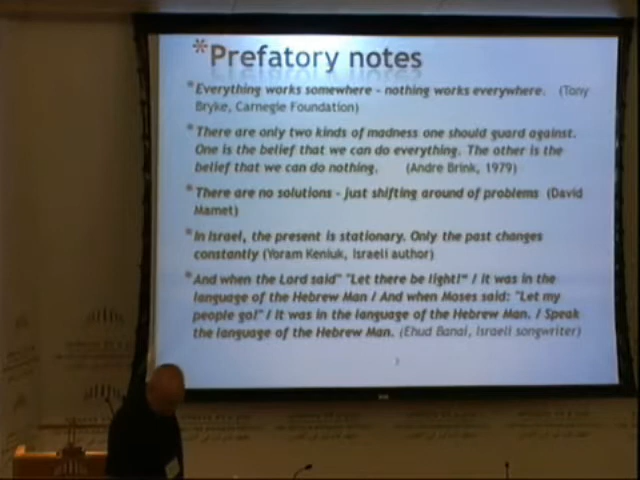 *Prefatory notes
*Everything works somewhere - nothing works everywhere. (Tony
Bryke, Carnegie Foundation)
*There are only two kinds of madness one should guard against.
One is the belief that we can do everything. The other is the
belief that we can do nothing. (Andre Brink, 1979)
*There are no solutions - just shifting around of problems (David
Mamet)
*In Israel, the present is stationary. Only the past changes
constantly (Yoram Keniuk, Israeli author)
*And when the Lord said" "Let there be light!" / it was in the
language of the Hebrew Man / And when Moses said: "Let my
people go!" / It was in the language of the Hebrew Man. / Speak
the language of the Hebrew Man. (Ehud Banai, Israeli songwriter)